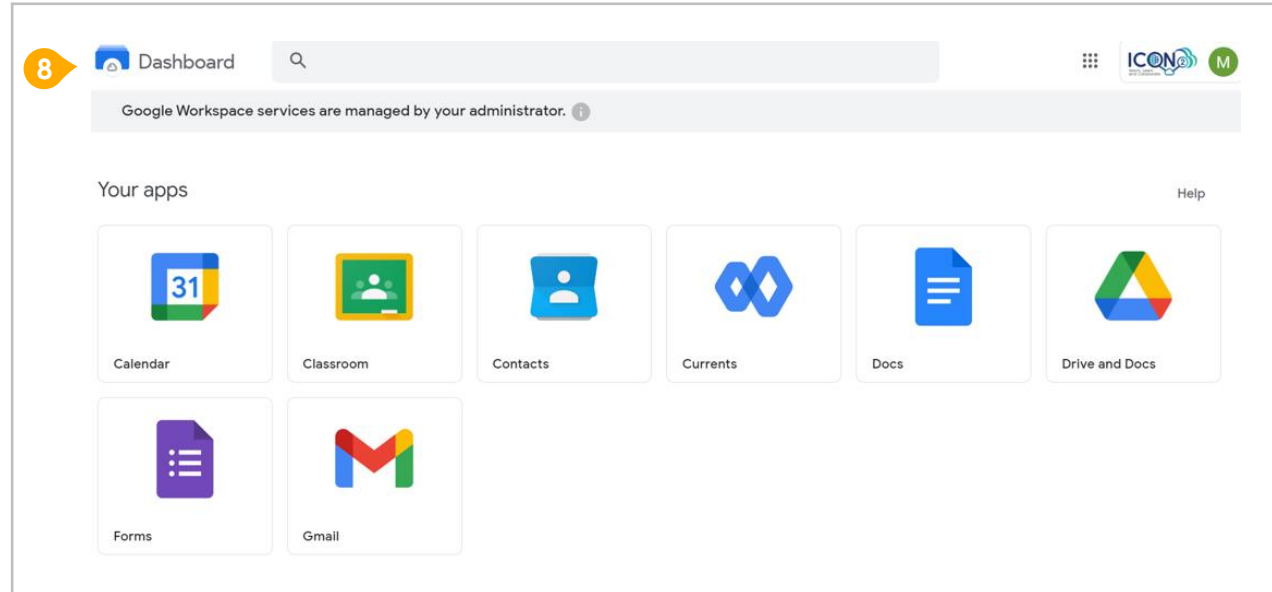 8
Dashboard
ICON2
M
Google Workspace services are managed by your administrator.
Your apps
Help
31
Calendar
Classroom
Contacts
Currents
Docs
Drive and Docs
Forms
Gmail